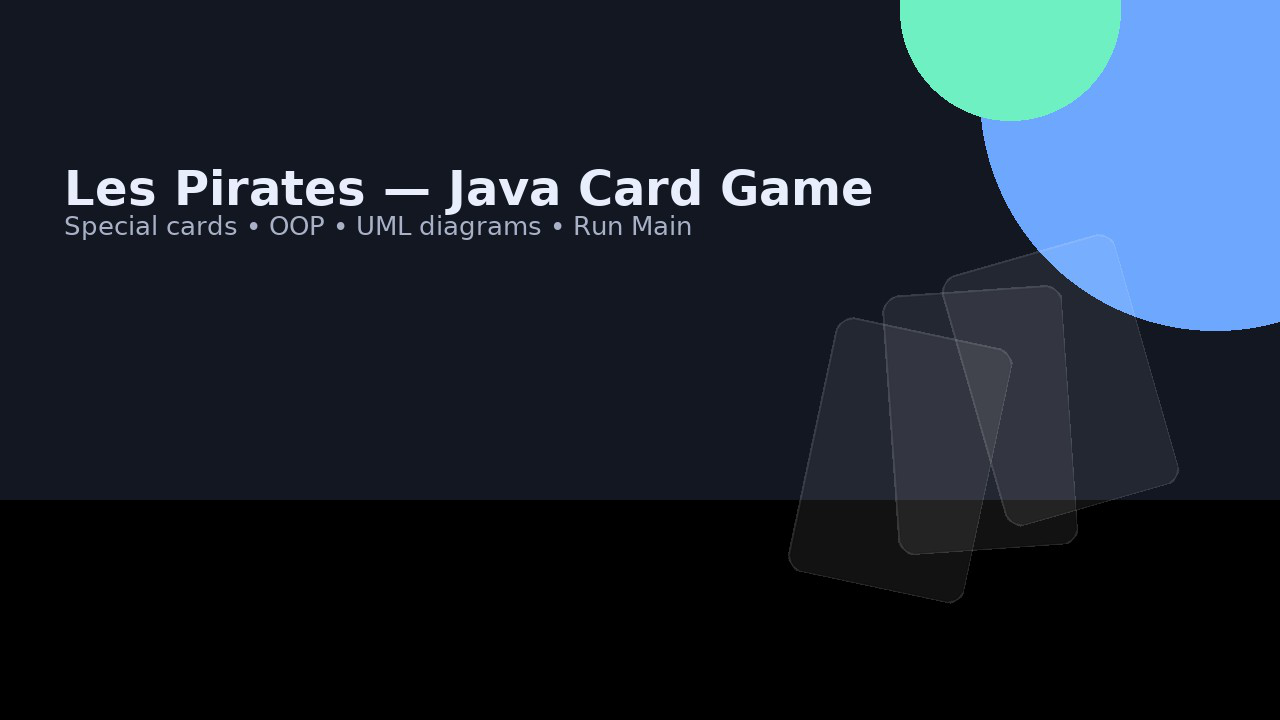 Les Pirates — Java Card Game
Special cards • OOP • UML diagrams • Run Main